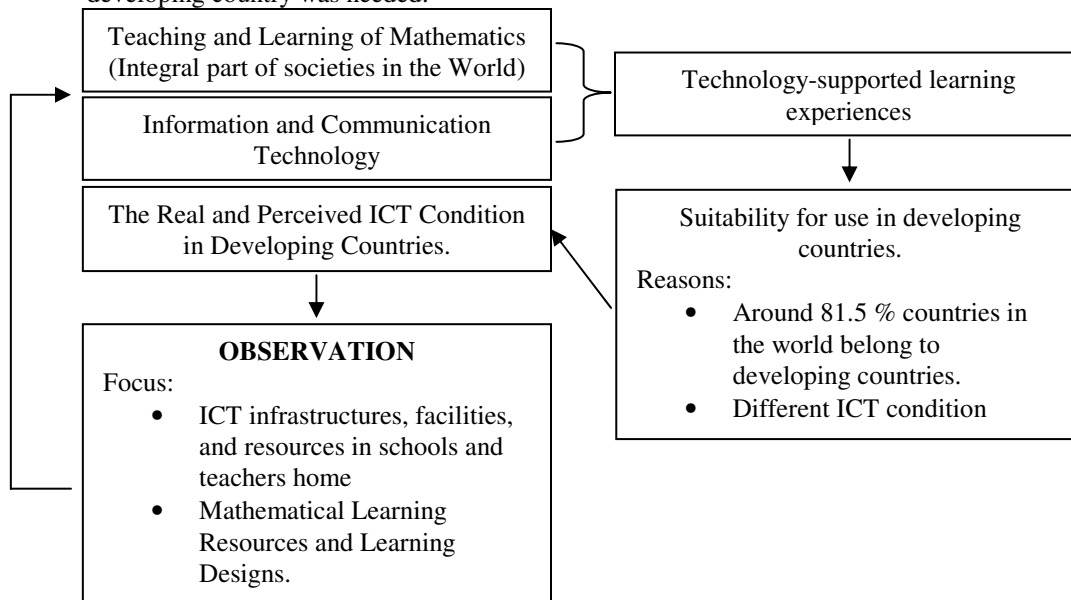 developing country was needed.
Teaching and Learning of Mathematics
(Integral part of societies in the World)
Information and Communication
Technology
The Real and Perceived ICT Condition
in Developing Countries.
OBSERVATION
Focus:
• ICT infrastructures, facilities,
and resources in schools and
teachers home
• Mathematical Learning
Resources and Learning
Designs.
Technology-supported learning
experiences
Suitability for use in developing
countries.
Reasons:
• Around 81.5 % countries in
the world belong to
developing countries.
• Different ICT condition